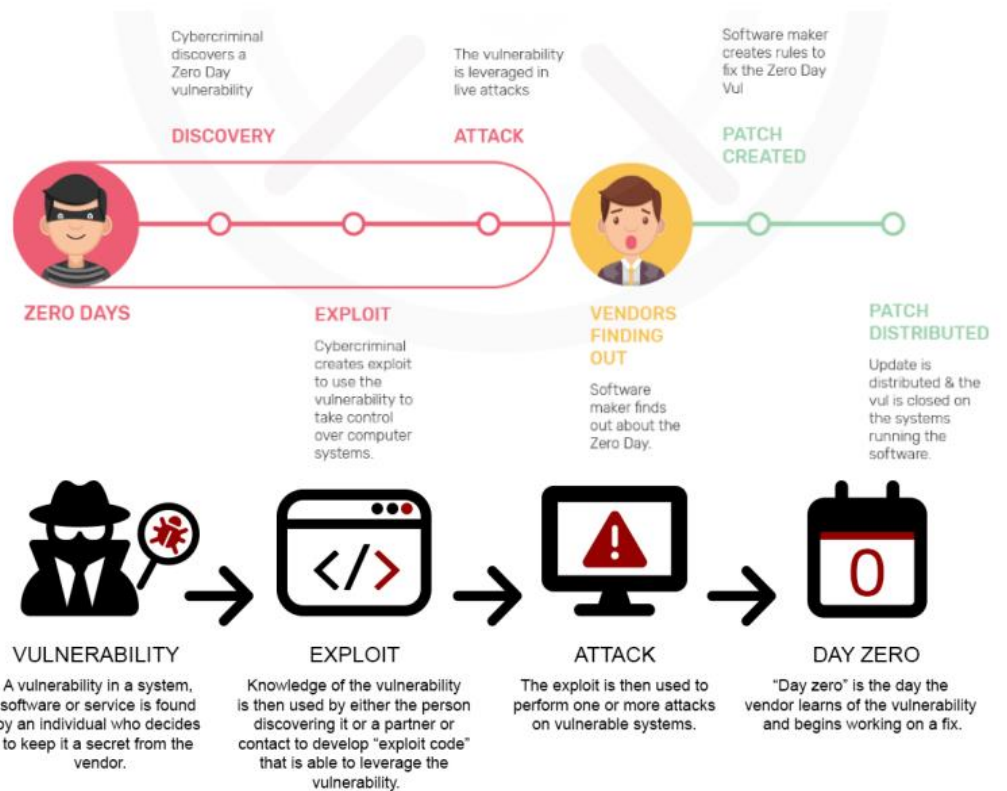 Cybercriminal
discovers a
Zero Day
vulnerability
DISCOVERY
The vulnerability
is leveraged in
live attacks
ATTACK
Software maker
creates rules to
fix the Zero Day
Vul
PATCH
CREATED
ZERO DAYS
EXPLOIT
Cybercriminal
creates exploit
to use the
vulnerability to
take control
over computer
systems.
VENDORS
FINDING
OUT
Software
maker finds
out about the
Zero Day.
PATCH
DISTRIBUTED
Update is
distributed & the
vul is closed on
the systems
running the
software.
</>
0
VULNERABILITY
A vulnerability in a system,
software or service is found
by an individual who decides
to keep it a secret from the
vendor.
EXPLOIT
Knowledge of the vulnerability
is then used by either the person
discovering it or a partner or
contact to develop “exploit code”
that is able to leverage the
vulnerability.
ATTACK
The exploit is then used to
perform one or more attacks
on vulnerable systems.
DAY ZERO
“Day zero” is the day the
vendor learns of the vulnerability
and begins working on a fix.